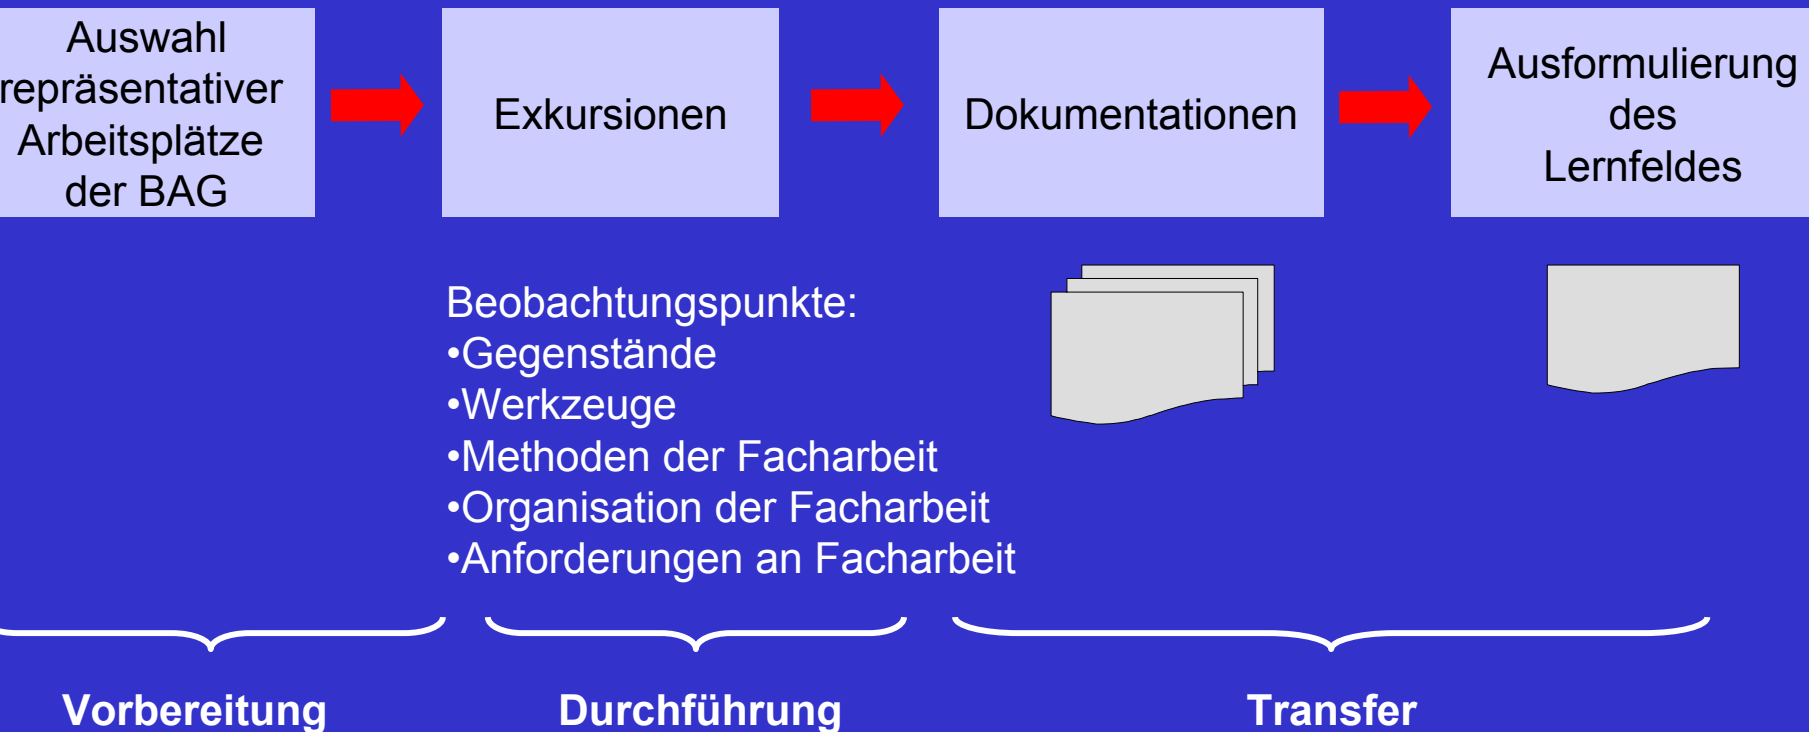 Auswahl
repräsentativer
Arbeitsplätze
der BAG
Exkursionen
Dokumentationen
Ausformulierung
des
Lernfeldes
Beobachtungspunkte:
•Gegenstände
•Werkzeuge
•Methoden der Facharbeit
•Organisation der Facharbeit
•Anforderungen an Facharbeit
Vorbereitung
Durchführung
Transfer